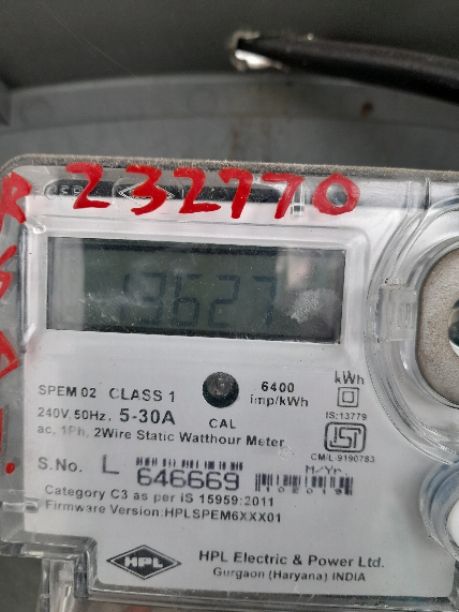 232770
13627
kWh
SPEM 02 CLASS 1
6400
imp/kWh
240V, 50Hz, 5-30A
CAL
IS:13779
ac, 1Ph, 2Wire Static Watthour Meter
ISI
CM/L-9190783
S.No. L 646669
M/Yr.
Category C3 as per IS 15959:2011
Firmware Version:HPLSPEM6XXX01
HPL
HPL Electric & Power Ltd.
Gurgaon (Haryana) INDIA